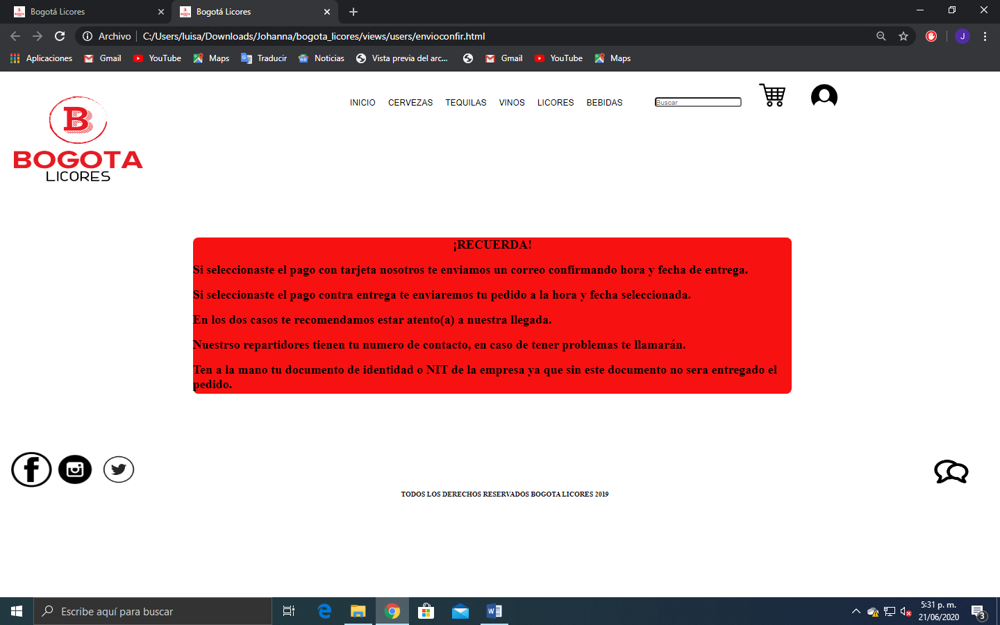 Bogotá Licores
Bogotá Licores
Archivo
C:/Users/luisa/Downloads/Johanna/bogota_licores/views/users/envioconfir.html
J
Aplicaciones
Gmail
YouTube
Maps
Traducir
Noticias
Vista previa del arc...
Gmail
YouTube
Maps
B
BOGOTA
LICORES
INICIO CERVEZAS TEQUILAS VINOS LICORES BEBIDAS
Buscar
¡RECUERDA!
Si seleccionaste el pago con tarjeta nosotros te enviamos un correo confirmando hora y fecha de entrega.
Si seleccionaste el pago contra entrega te enviaremos tu pedido a la hora y fecha seleccionada.
En los dos casos te recomendamos estar atento(a) a nuestra llegada.
Nuestrso repartidores tienen tu numero de contacto, en caso de tener problemas te llamarán.
Ten a la mano tu documento de identidad o NIT de la empresa ya que sin este documento no sera entregado el
pedido.
TODOS LOS DERECHOS RESERVADOS BOGOTA LICORES 2019
Escribe aquí para buscar
5:31 p. m.
21/06/2020
3